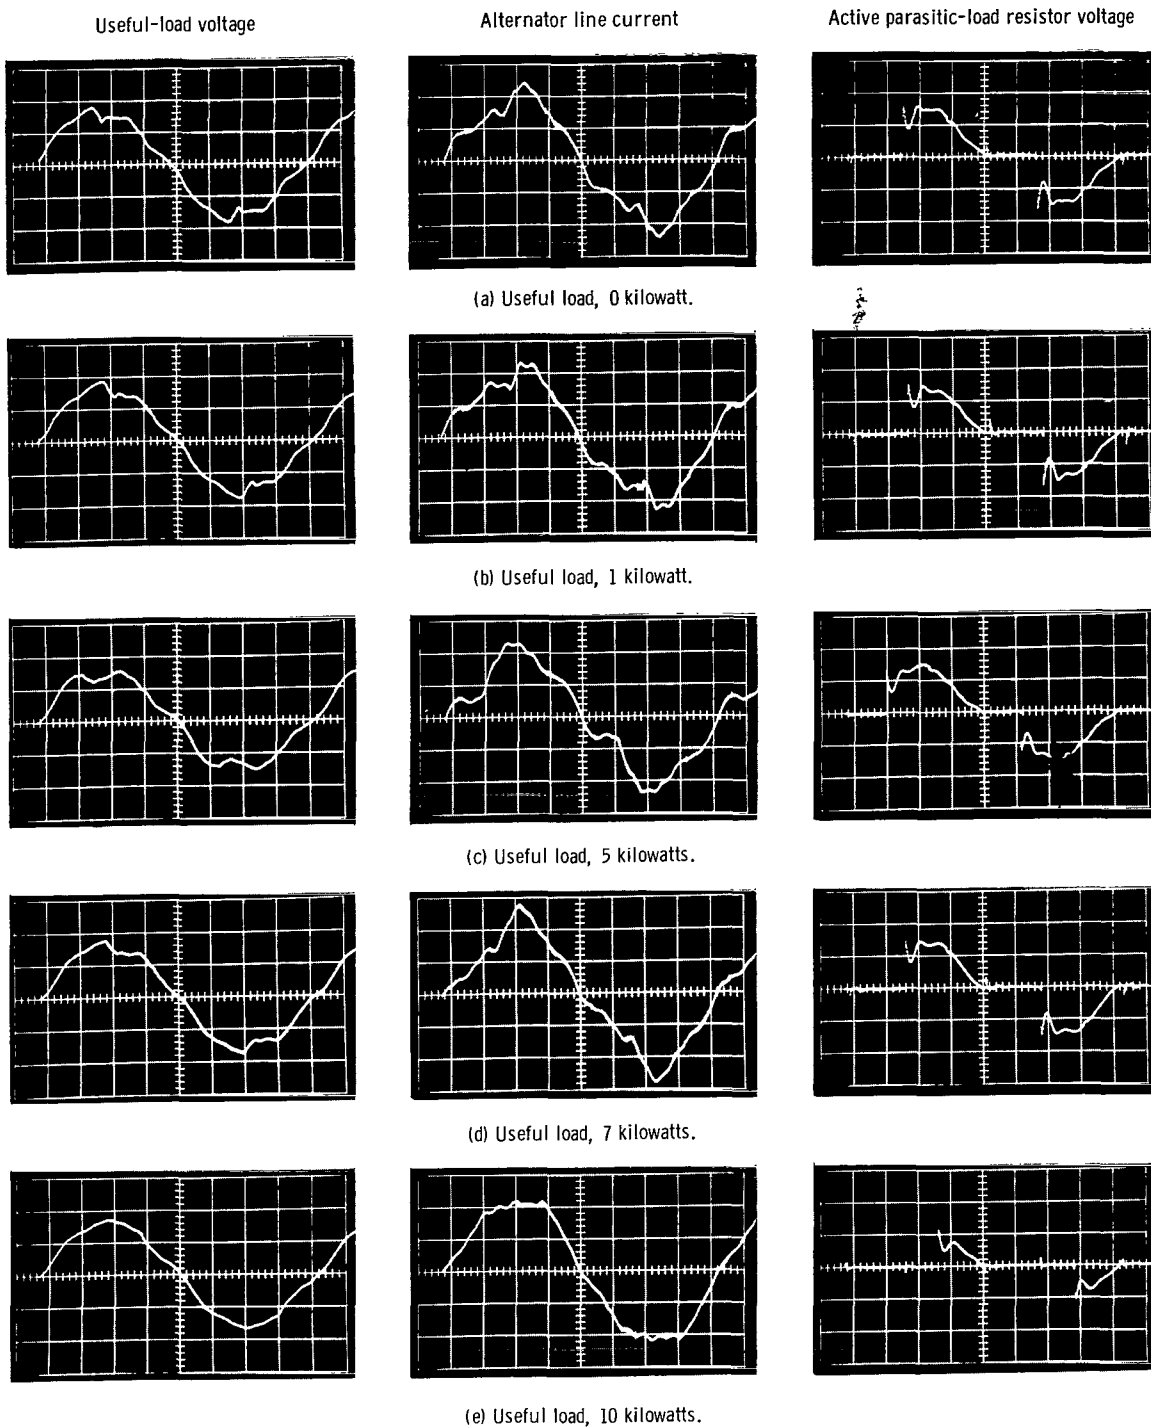 Useful-load voltage
Alternator line current
Active parasitic-load resistor voltage
(a) Useful load, 0 kilowatt.
(b) Useful load, 1 kilowatt.
(c) Useful load, 5 kilowatts.
(d) Useful load, 7 kilowatts.
(e) Useful load, 10 kilowatts.